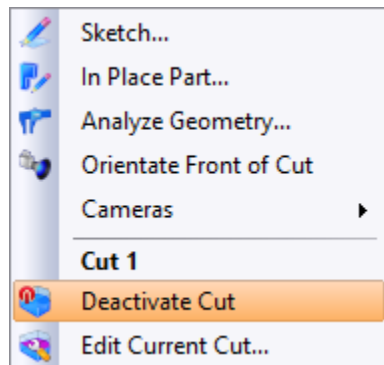 Sketch...
In Place Part...
Analyze Geometry...
Orientate Front of Cut
Cameras
Cut 1
Deactivate Cut
Edit Current Cut...